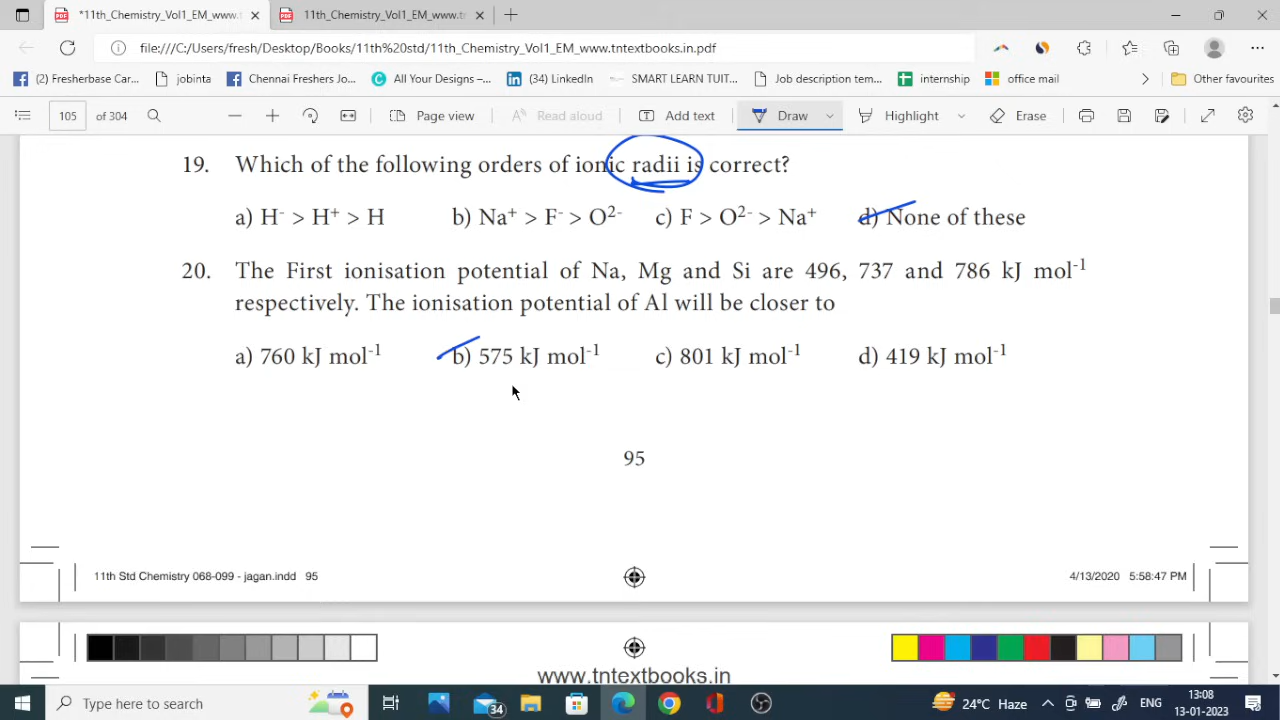 *11th_Chemistry_Vol1_EM_www.t
11th_Chemistry_Vol1_EM_www.t
file:///C:/Users/fresh/Desktop/Books/11th%20std/11th_Chemistry_Vol1_EM_www.tntextbooks.in.pdf
(2) Fresherbase Car... jobinta Chennai Freshers Jo... All Your Designs –... (34) LinkedIn SMART LEARN TUIT... Job description tem... internship office mail Other favourites
105 of 304 Page view Read aloud Add text Draw Highlight Erase
19. Which of the following orders of ionic radii is correct?
a) H⁻ > H⁺ > H b) Na⁺ > F⁻ > O²⁻ c) F > O²⁻ > Na⁺ d) None of these
20. The First ionisation potential of Na, Mg and Si are 496, 737 and 786 kJ mol⁻¹
respectively. The ionisation potential of Al will be closer to
a) 760 kJ mol⁻¹ b) 575 kJ mol⁻¹ c) 801 kJ mol⁻¹ d) 419 kJ mol⁻¹
95
11th Std Chemistry 068-099 - jagan.indd 95 4/13/2020 5:58:47 PM
www.tntextbooks.in
Type here to search 34 24°C Haze ENG 13:08
13-01-2023